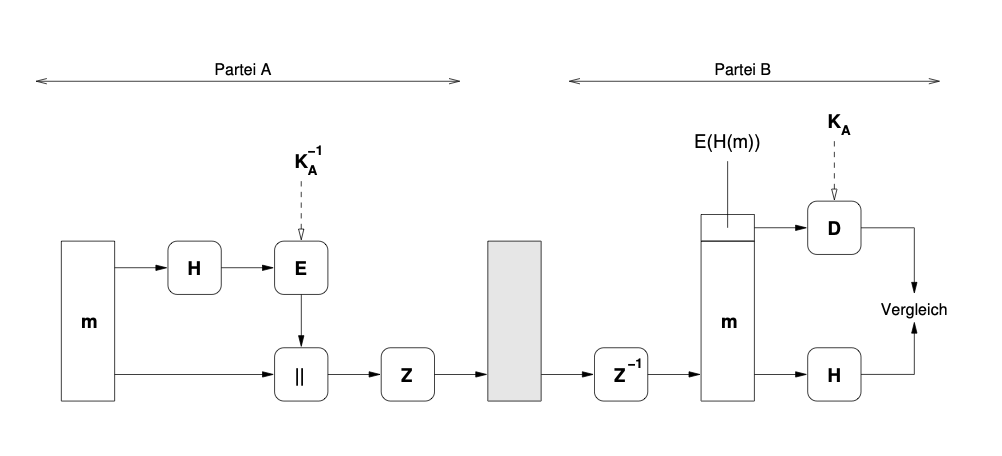 Partei A
Partei B
K_A^−1
E(H(m))
K_A
m
H
E
||
Z
Z^−1
m
D
H
Vergleich